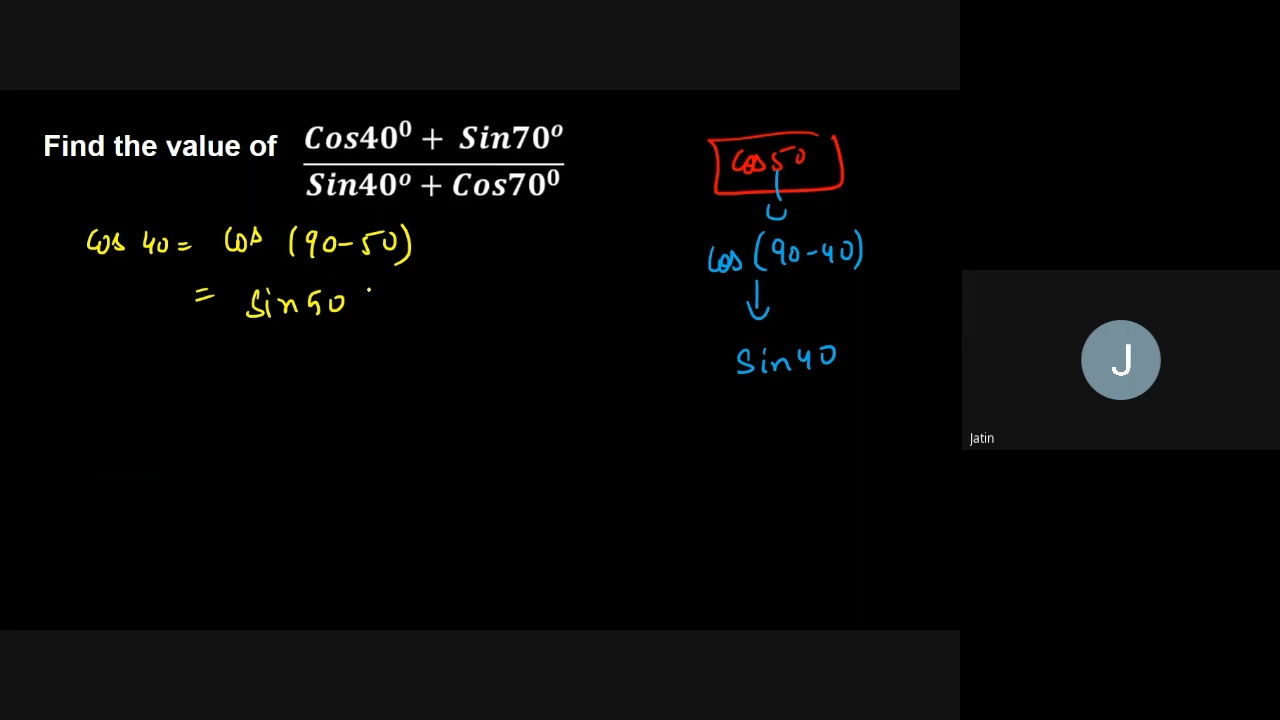 Find the value of
Cos40⁰ + Sin70ᵒ
Sin40ᵒ + Cos70⁰
cos 40 = cos (90-50)
= sin50
cos50
cos (90-40)
sin40
J
Jatin